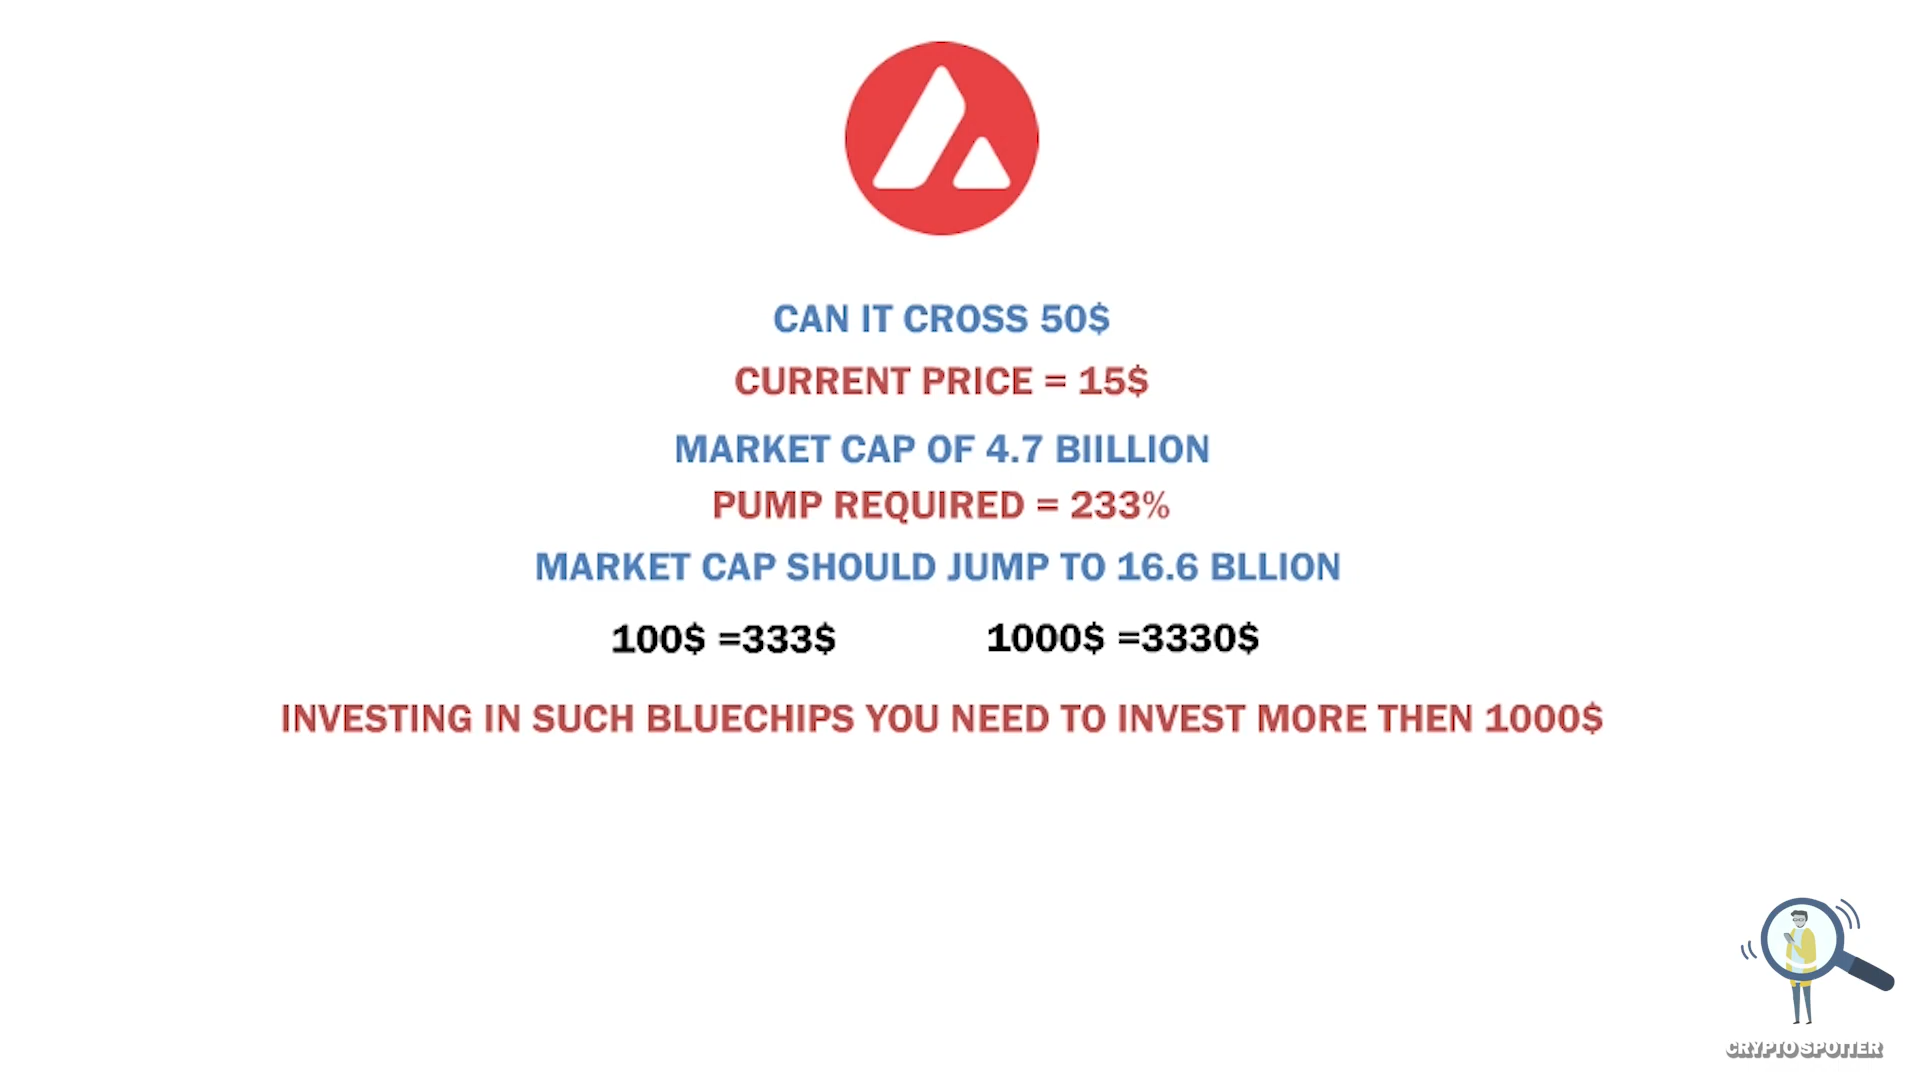 CAN IT CROSS 50$
CURRENT PRICE = 15$
MARKET CAP OF 4.7 BIILLION
PUMP REQUIRED = 233%
MARKET CAP SHOULD JUMP TO 16.6 BLLION
100$ =333$ 1000$ =3330$
INVESTING IN SUCH BLUECHIPS YOU NEED TO INVEST MORE THEN 1000$
CRYPTO SPOTTER